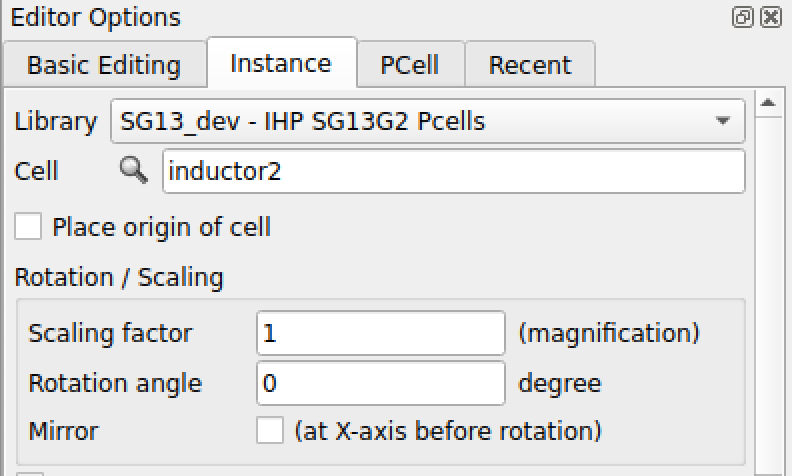 Editor Options
Basic Editing Instance PCell Recent
Library SG13_dev - IHP SG13G2 Pcells
Cell inductor2
Place origin of cell
Rotation / Scaling
Scaling factor 1 (magnification)
Rotation angle 0 degree
Mirror (at X-axis before rotation)